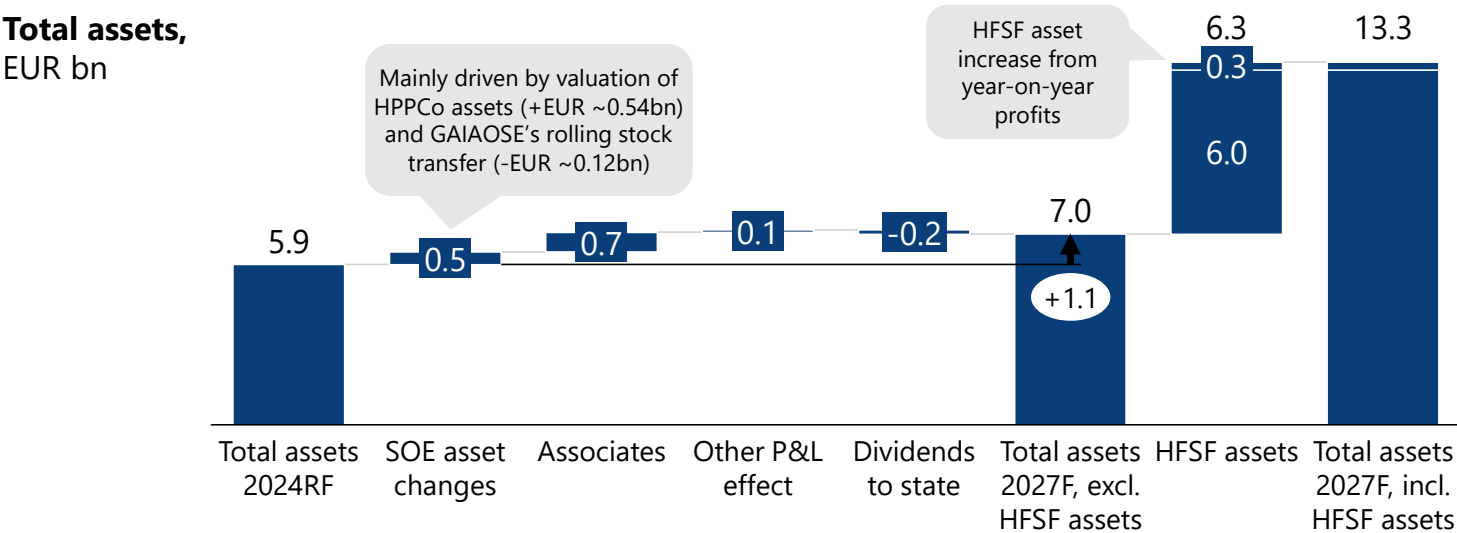 Total assets,
EUR bn
Mainly driven by valuation of
HPPCo assets (+EUR ~0.54bn)
and GAIAOSE's rolling stock
transfer (-EUR ~0.12bn)
HFSF asset
increase from
year-on-year
profits
5.9
0.5
0.7
0.1
-0.2
7.0
+1.1
6.3
0.3
6.0
13.3
Total assets
2024RF
SOE asset
changes
Associates
Other P&L
effect
Dividends
to state
Total assets
2027F, excl.
HFSF assets
HFSF assets
Total assets
2027F, incl.
HFSF assets